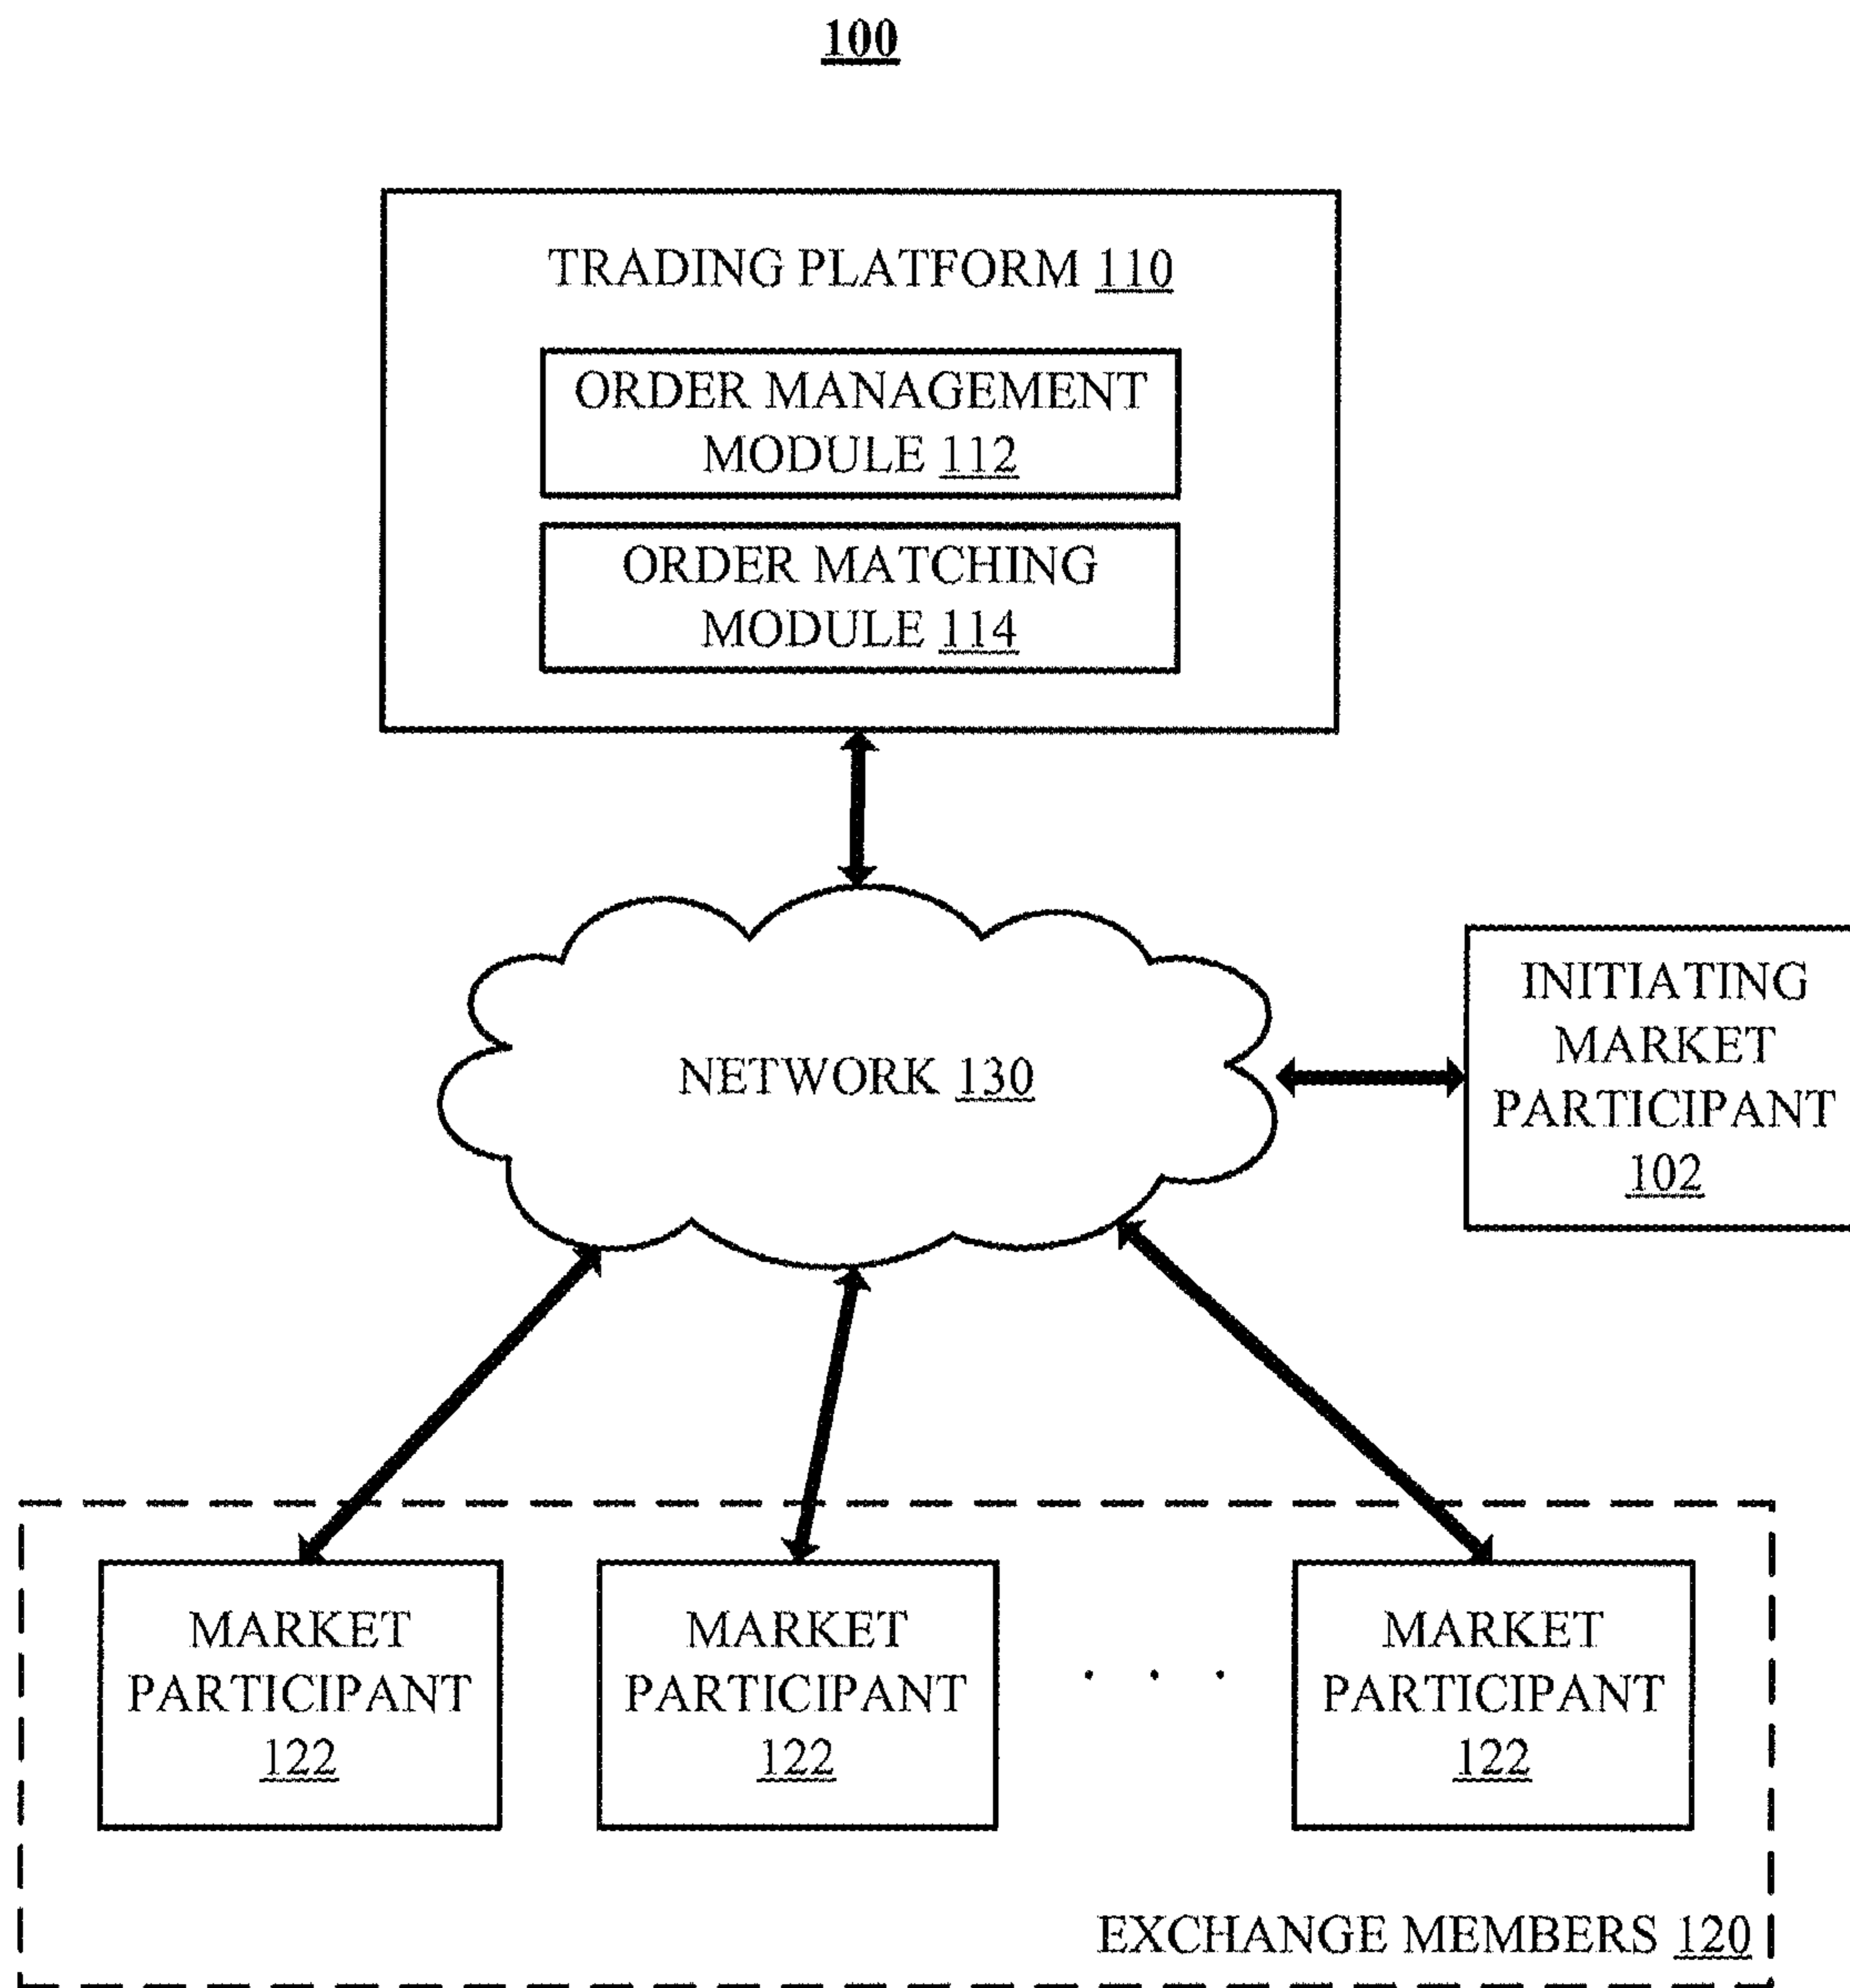 100
TRADING PLATFORM 110
ORDER MANAGEMENT
MODULE 112
ORDER MATCHING
MODULE 114
NETWORK 130
INITIATING
MARKET
PARTICIPANT
102
MARKET
PARTICIPANT
122
MARKET
PARTICIPANT
122
. . .
MARKET
PARTICIPANT
122
EXCHANGE MEMBERS 120